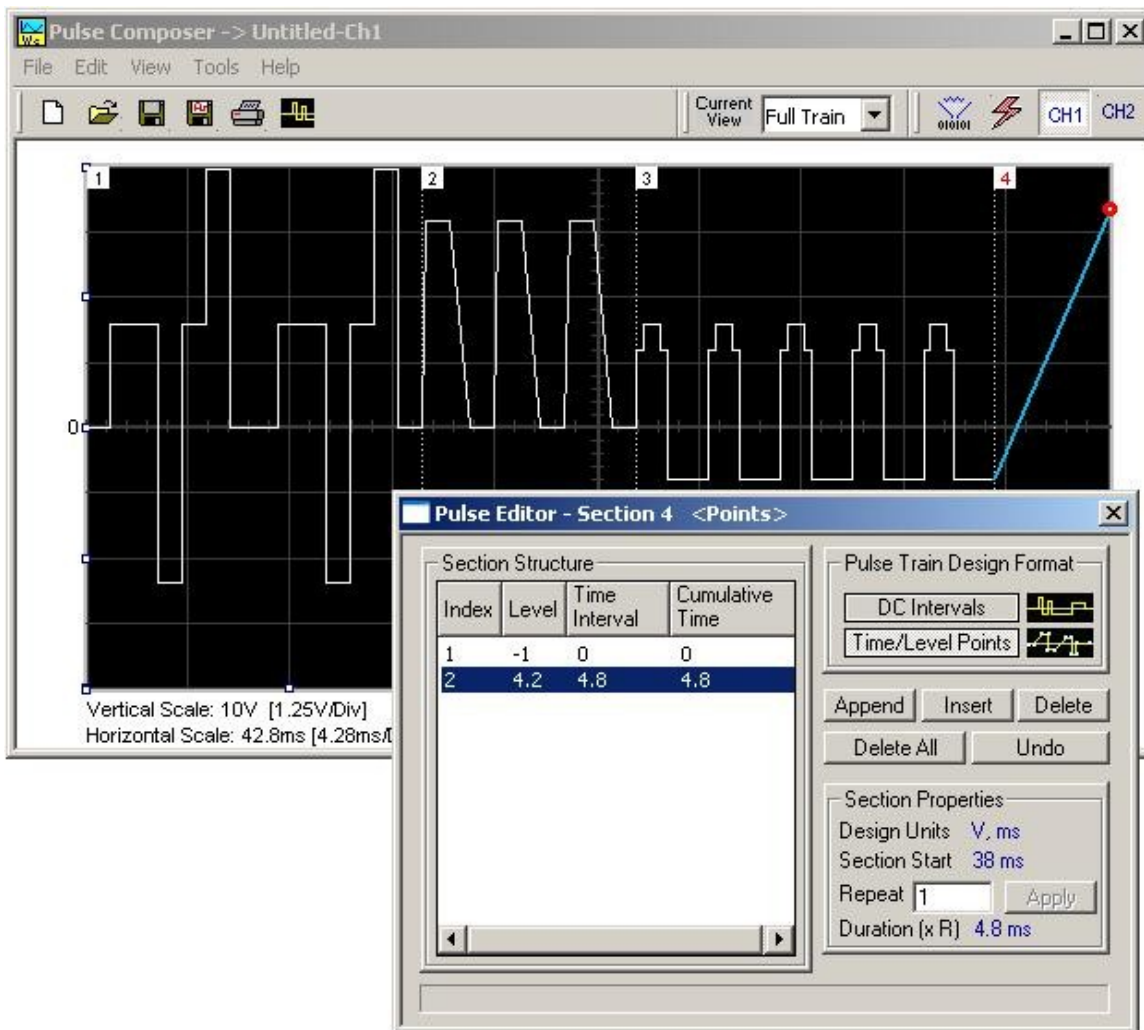 Pulse Composer -> Untitled-Ch1
File Edit View Tools Help
Current View Full Train
010101
CH1 CH2
1 2 3 4
0
Vertical Scale: 10V [1.25V/Div]
Horizontal Scale: 42.8ms [4.28ms/
Pulse Editor - Section 4 <Points>
Section Structure
Index Level Time Interval Cumulative Time
1 -1 0 0
2 4.2 4.8 4.8
Pulse Train Design Format
DC Intervals
Time/Level Points
Append Insert Delete
Delete All Undo
Section Properties
Design Units V, ms
Section Start 38 ms
Repeat 1 Apply
Duration (x R) 4.8 ms